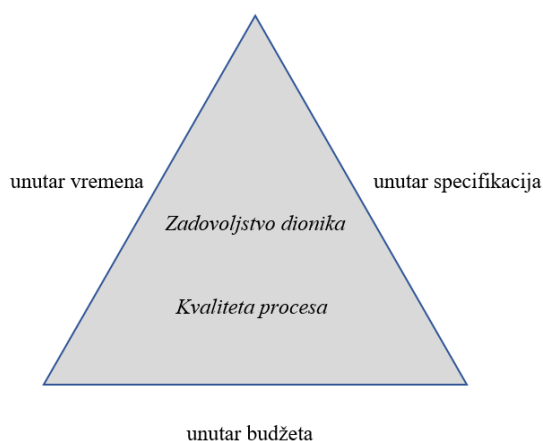 unutar vremena
unutar specifikacija
Zadovoljstvo dionika
Kvaliteta procesa
unutar budžeta